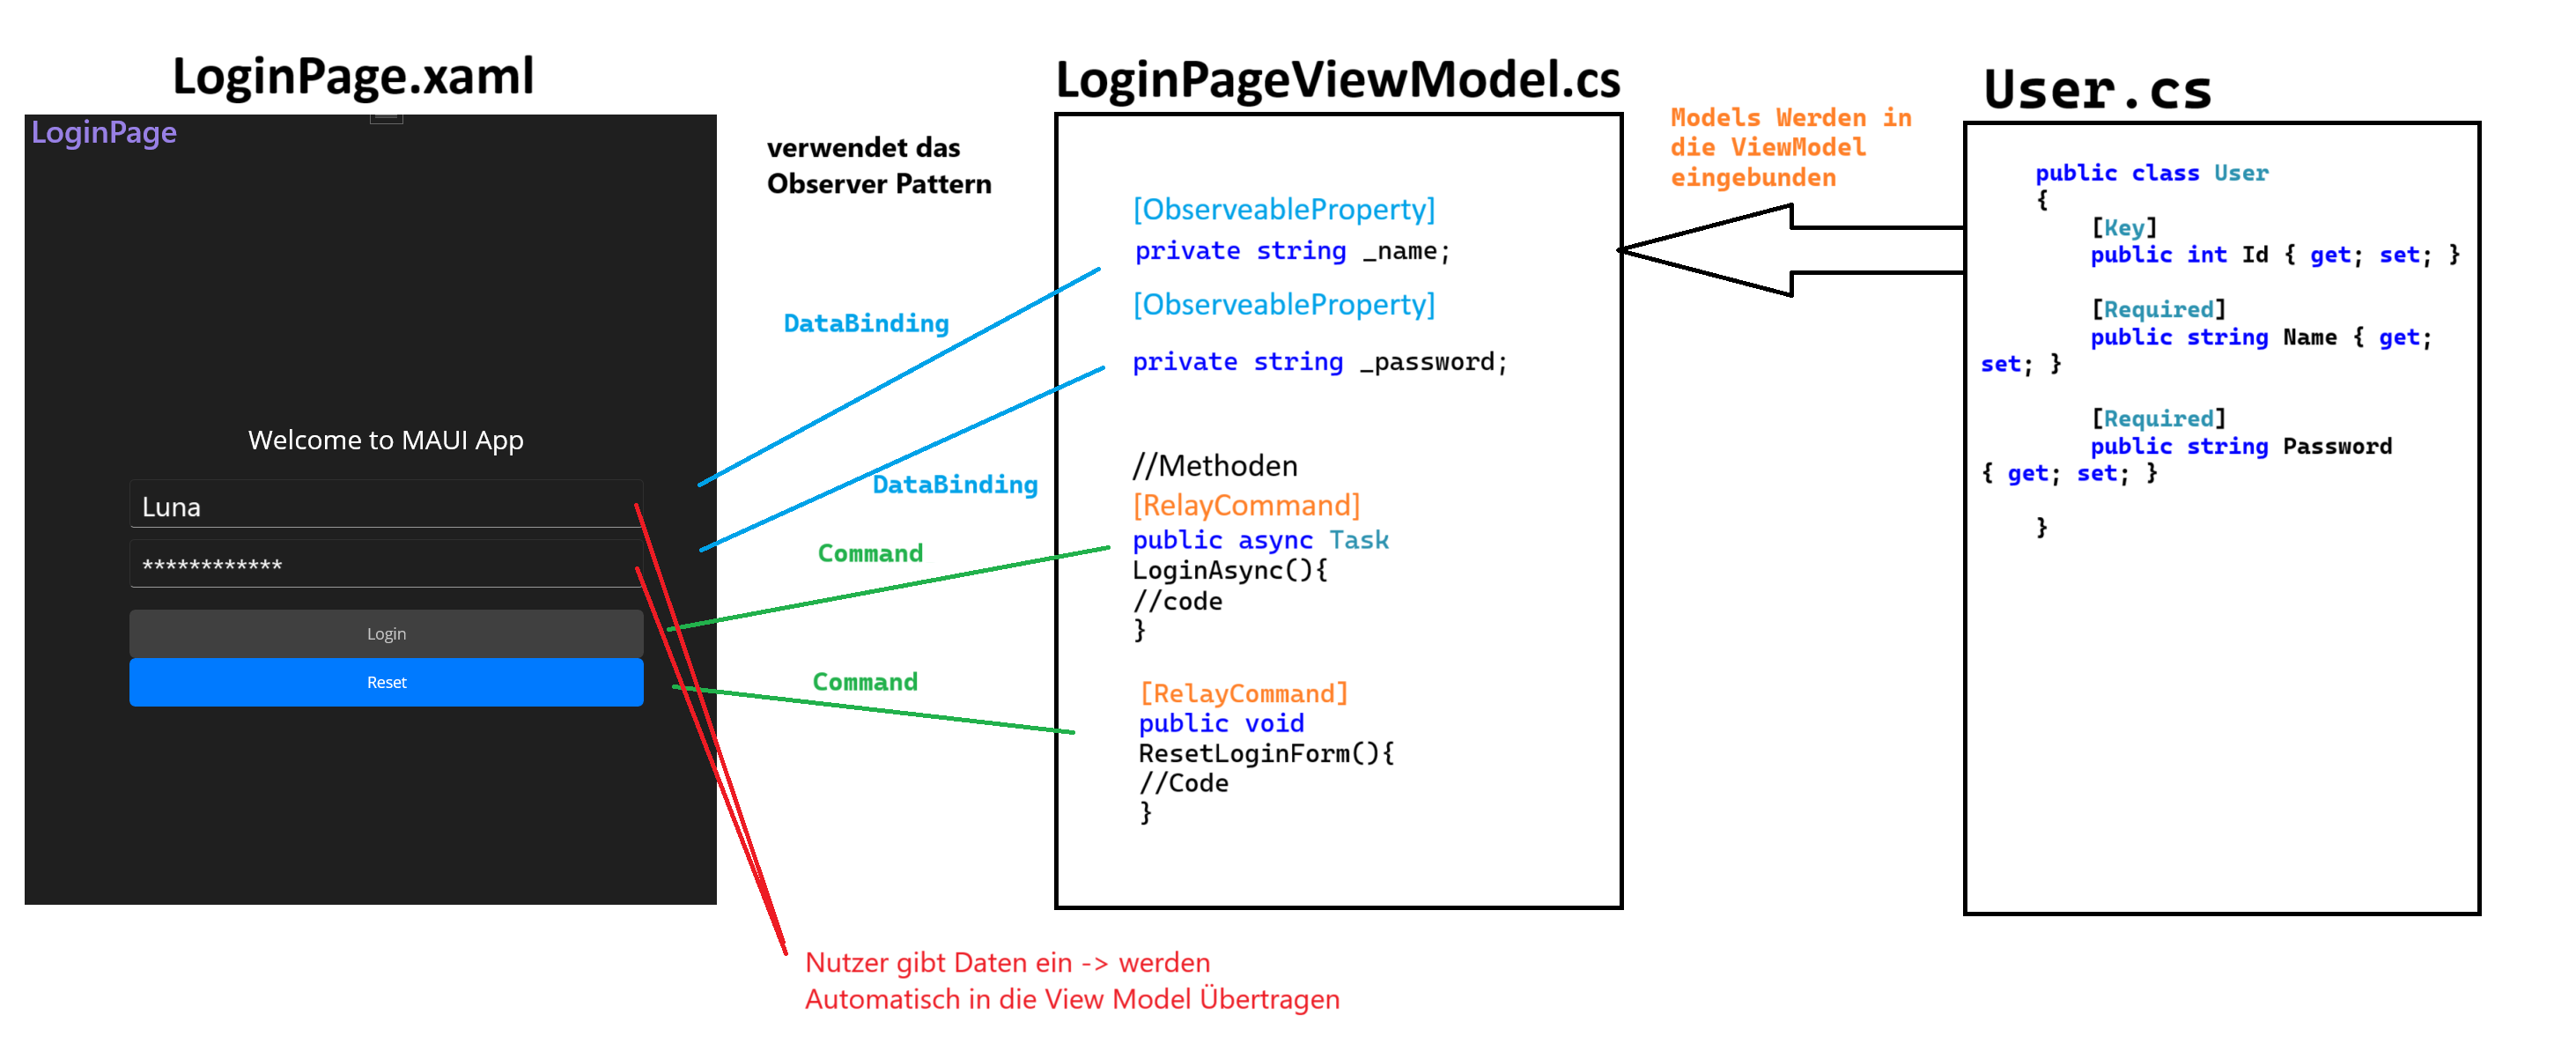 LoginPage.xaml
LoginPage
Welcome to MAUI App
Luna
************
Login
Reset
verwendet das
Observer Pattern
DataBinding
DataBinding
Command
Command
Nutzer gibt Daten ein -> werden
Automatisch in die View Model Übertragen
LoginPageViewModel.cs
[ObserveableProperty]
private string _name;
[ObserveableProperty]
private string _password;
//Methoden
[RelayCommand]
public async Task
LoginAsync(){
//code
}
[RelayCommand]
public void
ResetLoginForm(){
//Code
}
Models Werden in
die ViewModel
eingebunden
User.cs
public class User
{
[Key]
public int Id { get; set; }
[Required]
public string Name { get;
set; }
[Required]
public string Password
{ get; set; }
}